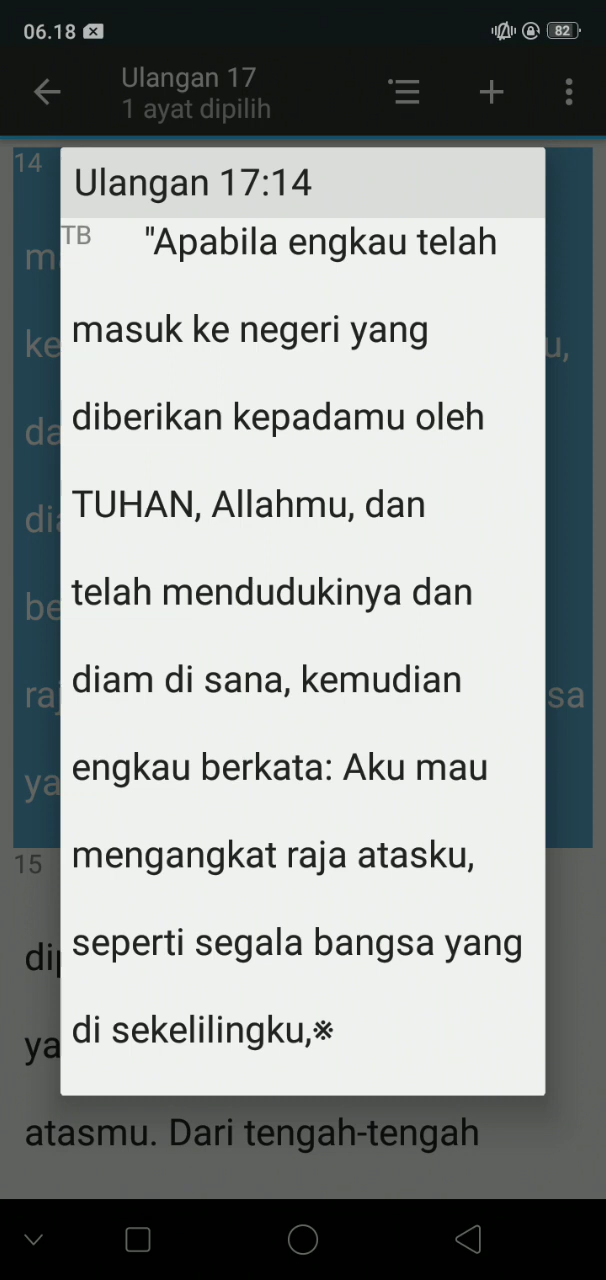 06.18
82
Ulangan 17
1 ayat dipilih
14
Ulangan 17:14
TB "Apabila engkau telah
masuk ke negeri yang
diberikan kepadamu oleh
TUHAN, Allahmu, dan
telah mendudukinya dan
diam di sana, kemudian
engkau berkata: Aku mau
mengangkat raja atasku,
seperti segala bangsa yang
di sekelilingku,※
15
atasmu. Dari tengah-tengah